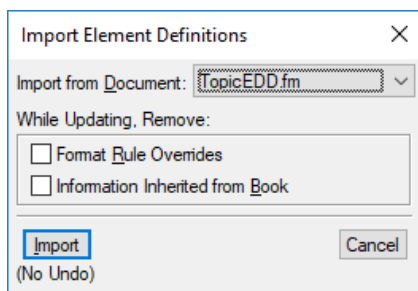 Import Element Definitions
Import from Document: TopicEDD.fm
While Updating, Remove:
Format Rule Overrides
Information Inherited from Book
Import Cancel
(No Undo)